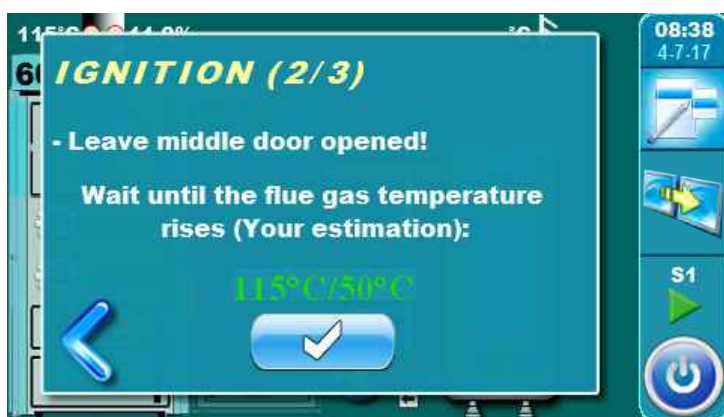 08:38
4-7-17
IGNITION (2/3)
- Leave middle door opened!
Wait until the flue gas temperature
rises (Your estimation):
115°C/50°C
S1